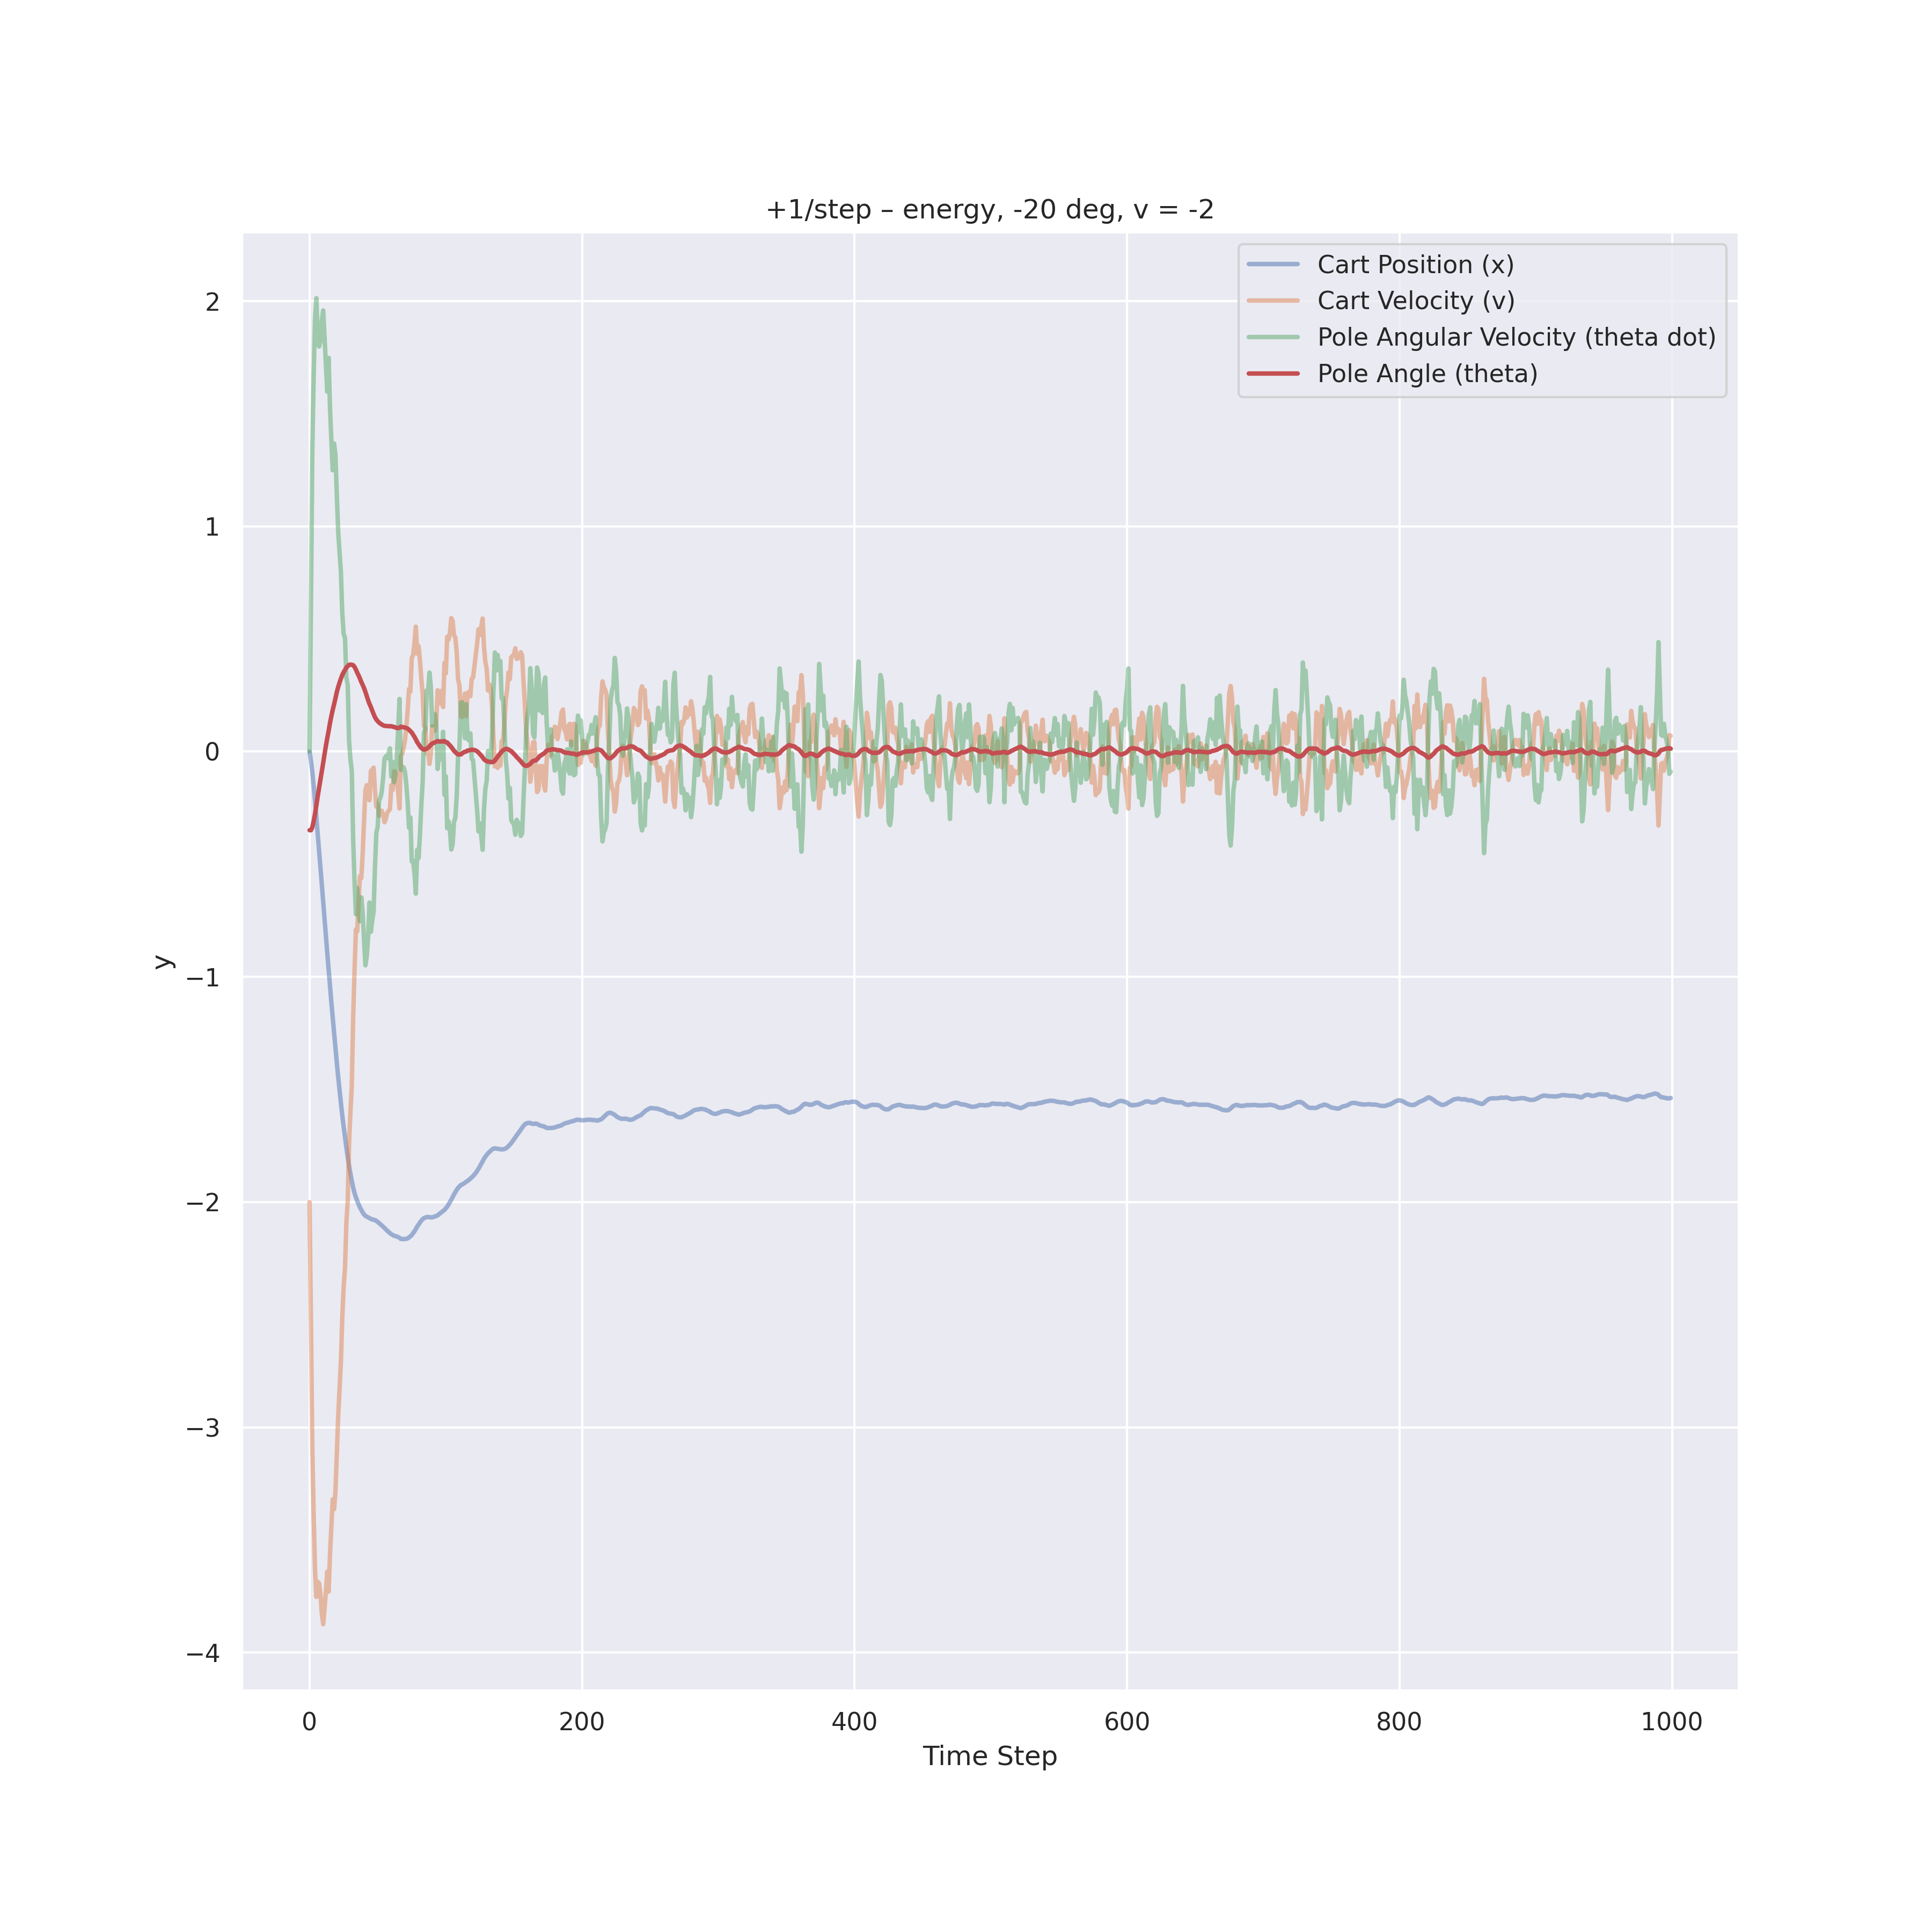 +1/step – energy, -20 deg, v = -2
Cart Position (x)
Cart Velocity (v)
Pole Angular Velocity (theta dot)
Pole Angle (theta)
2
1
0
−1
−2
−3
−4
y
0 200 400 600 800 1000
Time Step